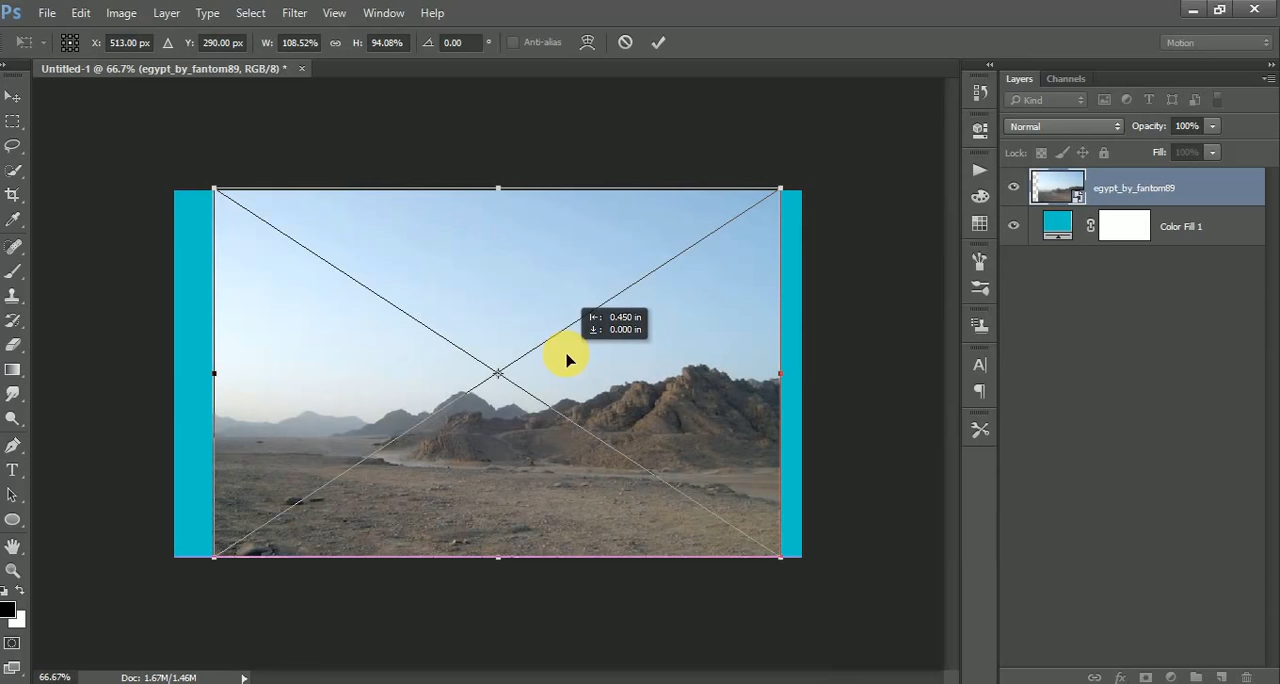 Ps File Edit Image Layer Type Select Filter View Window Help
X: 513.00 px Y: 290.00 px W: 108.52% H: 94.08% 0.00 ° Anti-alias Motion
Untitled-1 @ 66.7% (egypt_by_fantom89, RGB/8) * ×
Layers Channels
Kind
Normal Opacity: 100%
Lock: Fill: 100%
egypt_by_fantom89
Color Fill 1
0.450 in
0.000 in
66.67% Doc: 1.67M/1.46M